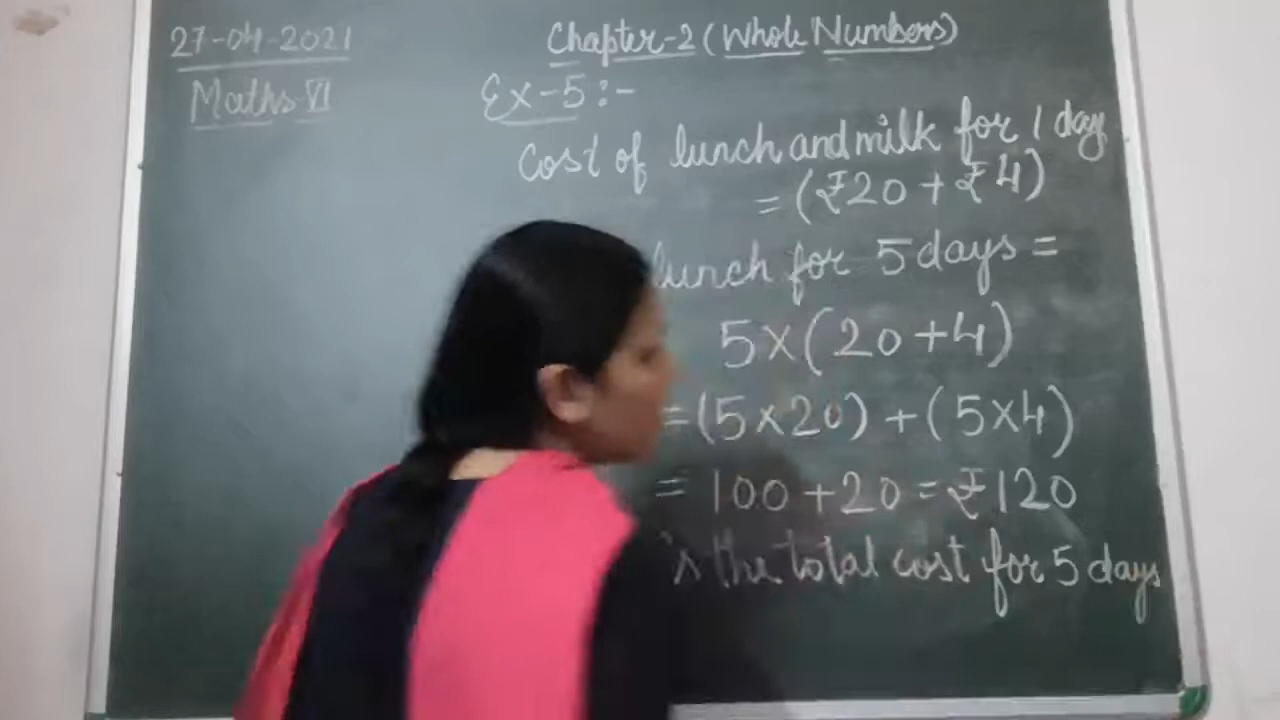 27-04-2021
Maths-VI
Chapter-2 (Whole Numbers)
Ex-5:-
Cost of lunch and milk for 1 day
= (₹20 + ₹4)
lunch for 5 days =
5×(20+4)
=(5×20) + (5×4)
= 100+20 = ₹120
is the total cost for 5 days